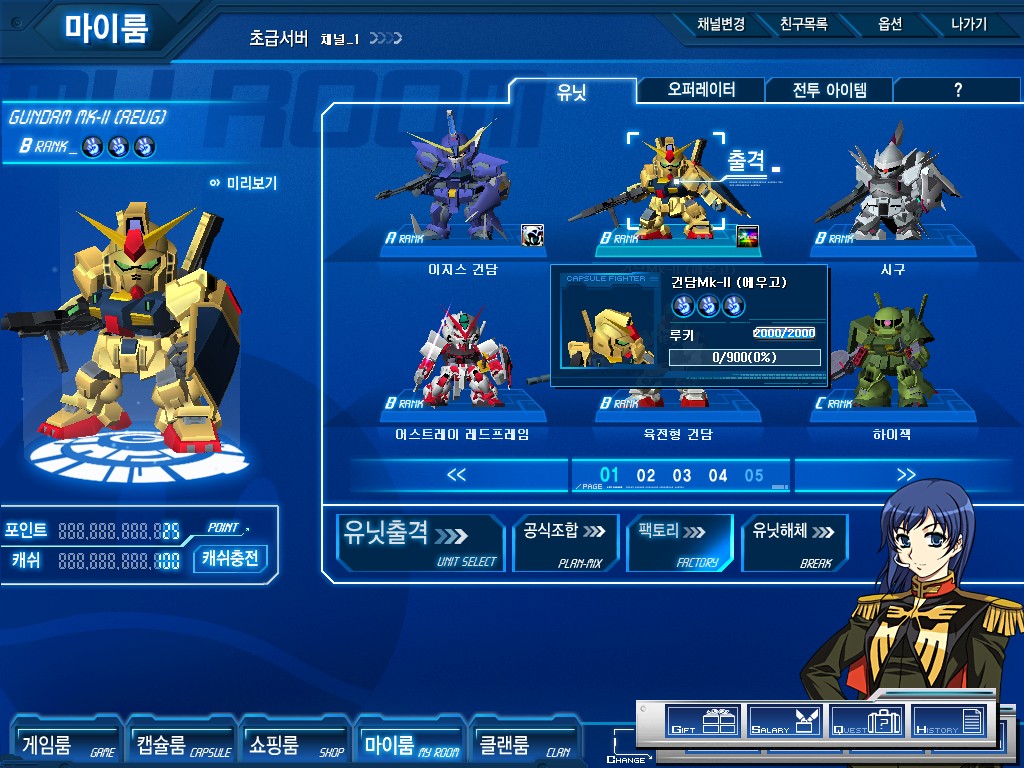 마이룸
초급서버 채널_1
채널변경 친구목록 옵션 나가기
MY ROOM
유닛 오퍼레이터 전투 아이템 ?
GUNDAM MK-II (AEUG)
B RANK_
미리보기
출격
A RANK
B RANK
B RANK
이지스 건담
시구
CAPSULE FIGHTER
건담Mk-II (에우고)
루키 2000/2000
0/900(0%)
B RANK
B RANK
C RANK
어스트레이 레드프레임
육전형 건담
하이잭
<< 01 02 03 04 05 >>
/PAGE
포인트 888,888,888,825 POINT
캐쉬 888,888,888,800 캐쉬충전
유닛출격 UNIT SELECT
공식조합 PLAN-MIX
팩토리 FACTORY
유닛해체 BREAK
GIFT SALARY QUEST HISTORY
게임룸 GAME
캡슐룸 CAPSULE
쇼핑룸 SHOP
마이룸 MY ROOM
클랜룸 CLAN
CHANGE